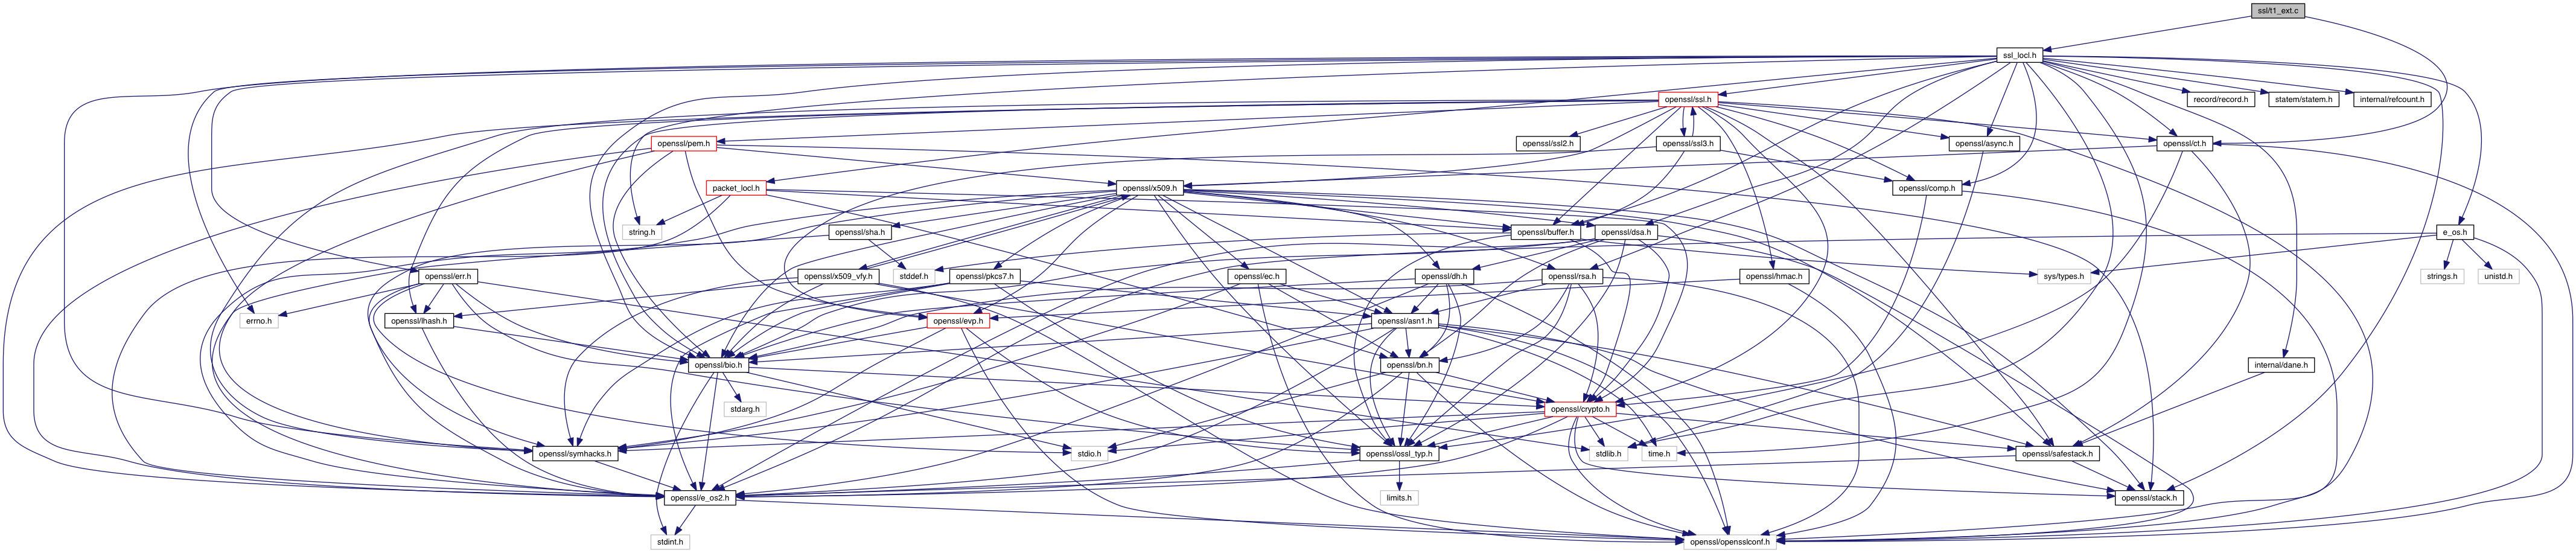 ssl/t1_ext.c
ssl_locl.h
openssl/ssl.h
record/record.h
statem/statem.h
internal/refcount.h
openssl/pem.h
openssl/ssl2.h
openssl/ssl3.h
openssl/async.h
openssl/ct.h
packet_locl.h
openssl/x509.h
openssl/comp.h
string.h
openssl/sha.h
openssl/buffer.h
openssl/dsa.h
e_os.h
openssl/err.h
openssl/x509_vfy.h
stddef.h
openssl/pkcs7.h
openssl/ec.h
openssl/dh.h
openssl/rsa.h
openssl/hmac.h
sys/types.h
strings.h
unistd.h
errno.h
openssl/lhash.h
openssl/evp.h
openssl/asn1.h
openssl/bio.h
openssl/bn.h
internal/dane.h
stdarg.h
openssl/crypto.h
openssl/symhacks.h
stdio.h
openssl/ossl_typ.h
stdlib.h
time.h
openssl/safestack.h
openssl/e_os2.h
limits.h
openssl/stack.h
stdint.h
openssl/opensslconf.h